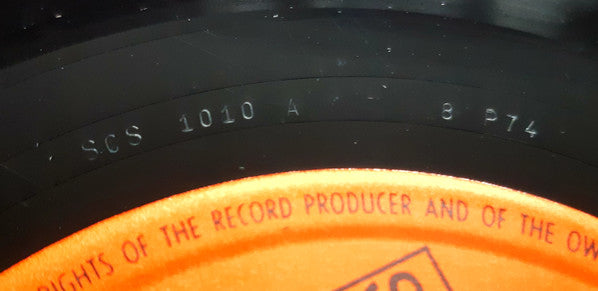 SCS 1010 A 8 P74
RIGHTS OF THE RECORD PRODUCER AND OF THE OW